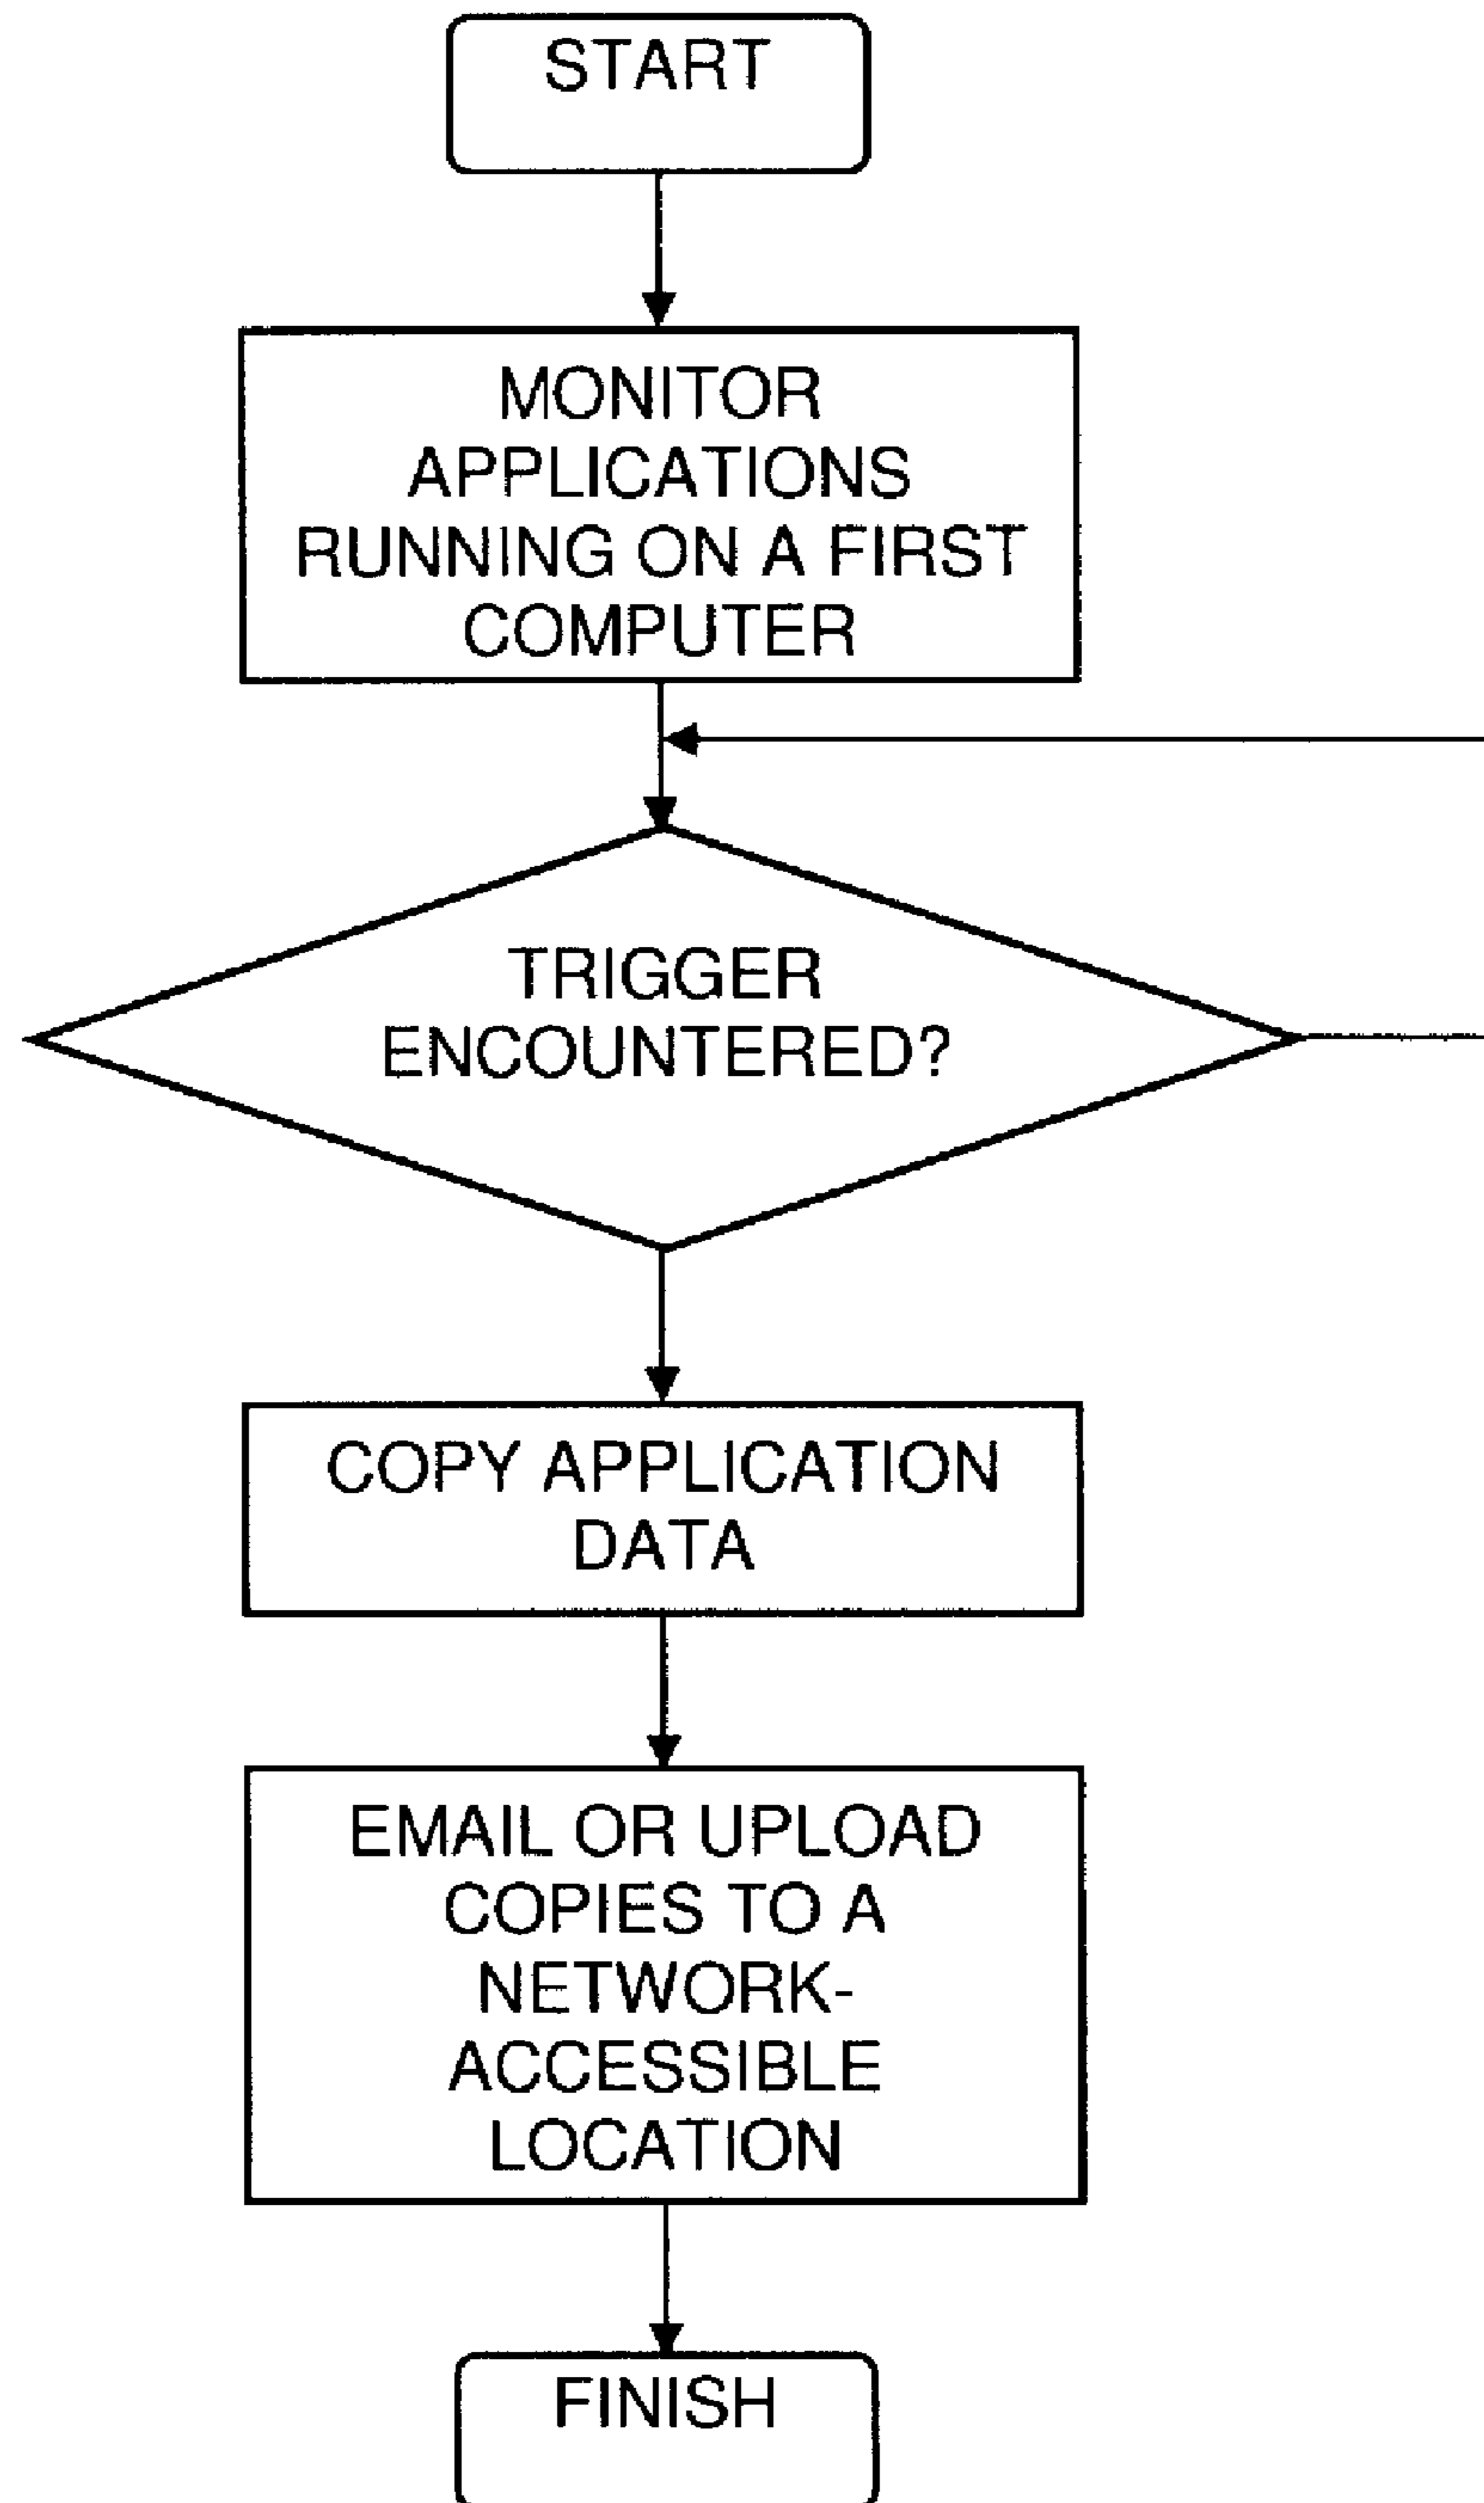 START
MONITOR
APPLICATIONS
RUNNING ON A FIRST
COMPUTER
TRIGGER
ENCOUNTERED?
COPY APPLICATION
DATA
EMAIL OR UPLOAD
COPIES TO A
NETWORK-
ACCESSIBLE
LOCATION
FINISH